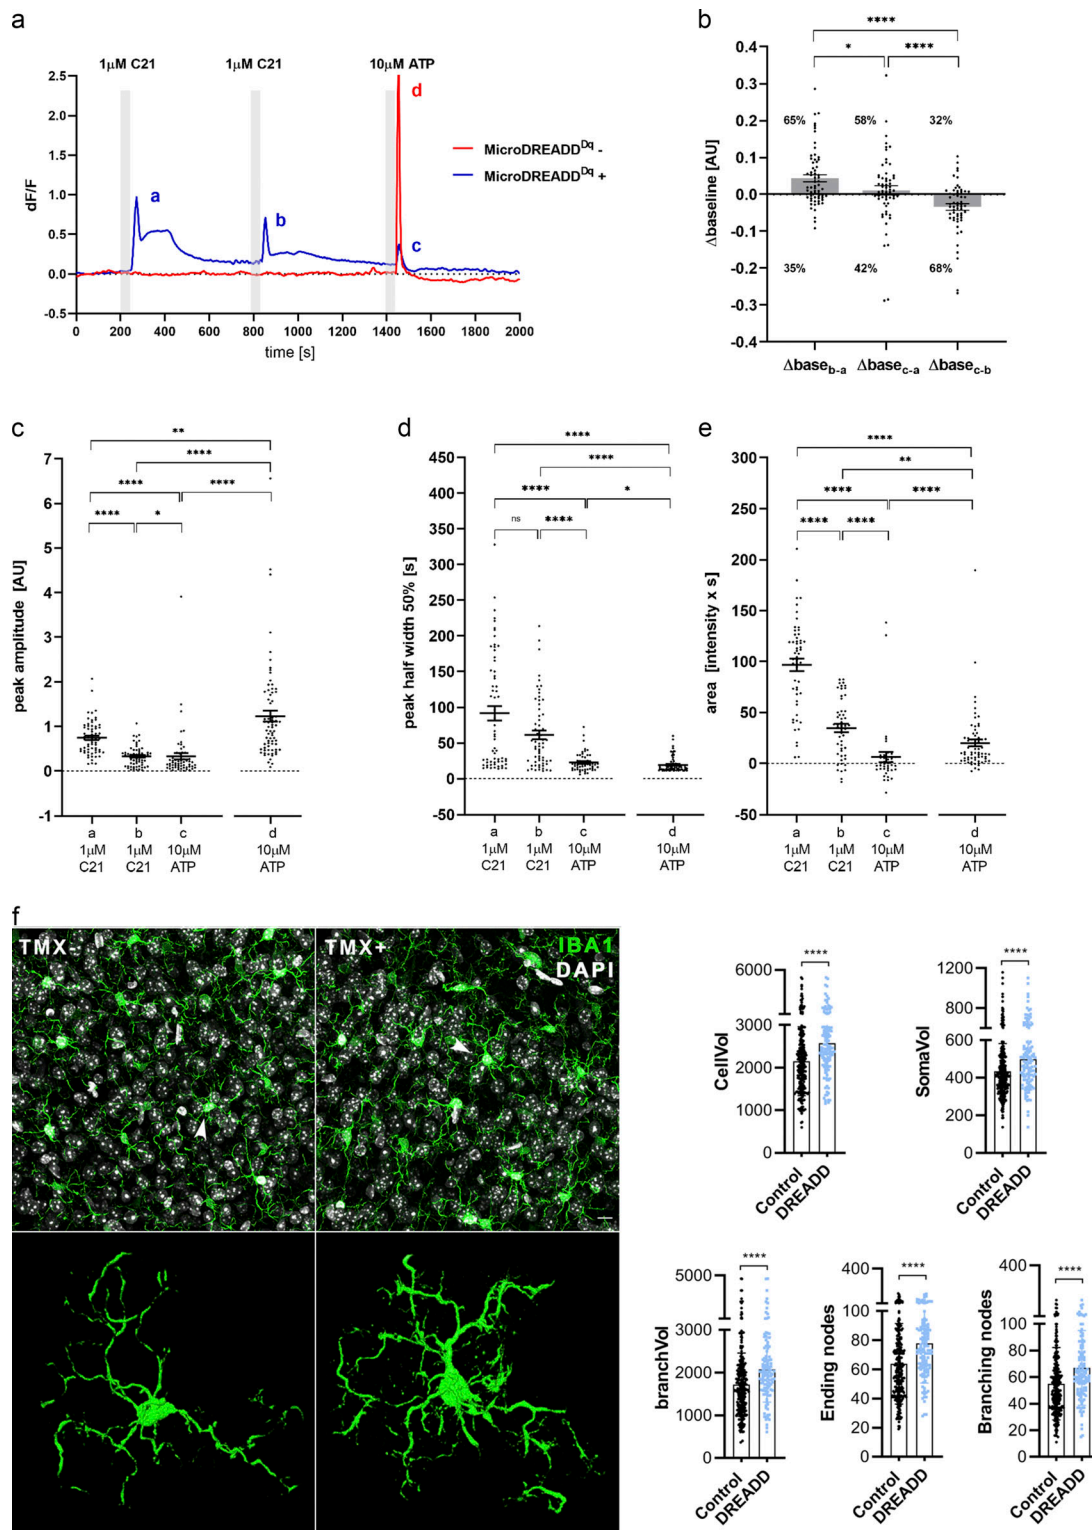 a
1μM C21 1μM C21 10μM ATP
2.5
2.0
1.5
1.0
0.5
0.0
-0.5
dF/F
a
b
c
d
MicroDREADD^Dq -
MicroDREADD^Dq +
0 200 400 600 800 1000 1200 1400 1600 1800 2000
time [s]
b
****
* ****
0.4
0.3
0.2
0.1
0.0
-0.1
-0.2
-0.3
-0.4
Δbaseline [AU]
65% 58% 32%
35% 42% 68%
Δbase_b-a Δbase_c-a Δbase_c-b
c
**
****
**** ****
**** *
7
6
5
4
3
2
1
0
-1
peak amplitude [AU]
a b c d
1μM 1μM 10μM 10μM
C21 C21 ATP ATP
d
****
****
**** *
ns ****
450
400
350
300
250
200
150
100
50
0
-50
peak half width 50% [s]
a b c d
1μM 1μM 10μM 10μM
C21 C21 ATP ATP
e
****
**
**** ****
**** ****
300
250
200
150
100
50
0
-50
area [intensity x s]
a b c d
1μM 1μM 10μM 10μM
C21 C21 ATP ATP
f
TMX- TMX+ IBA1
DAPI
****
6000
3000
2000
1000
0
CellVol
Control DREADD
****
1200
1000
800
600
400
200
0
SomaVol
Control DREADD
****
5000
3000
2000
1000
0
branchVol
Control DREADD
****
400
100
80
60
40
20
0
Ending nodes
Control DREADD
****
400
100
80
60
40
20
0
Branching nodes
Control DREADD